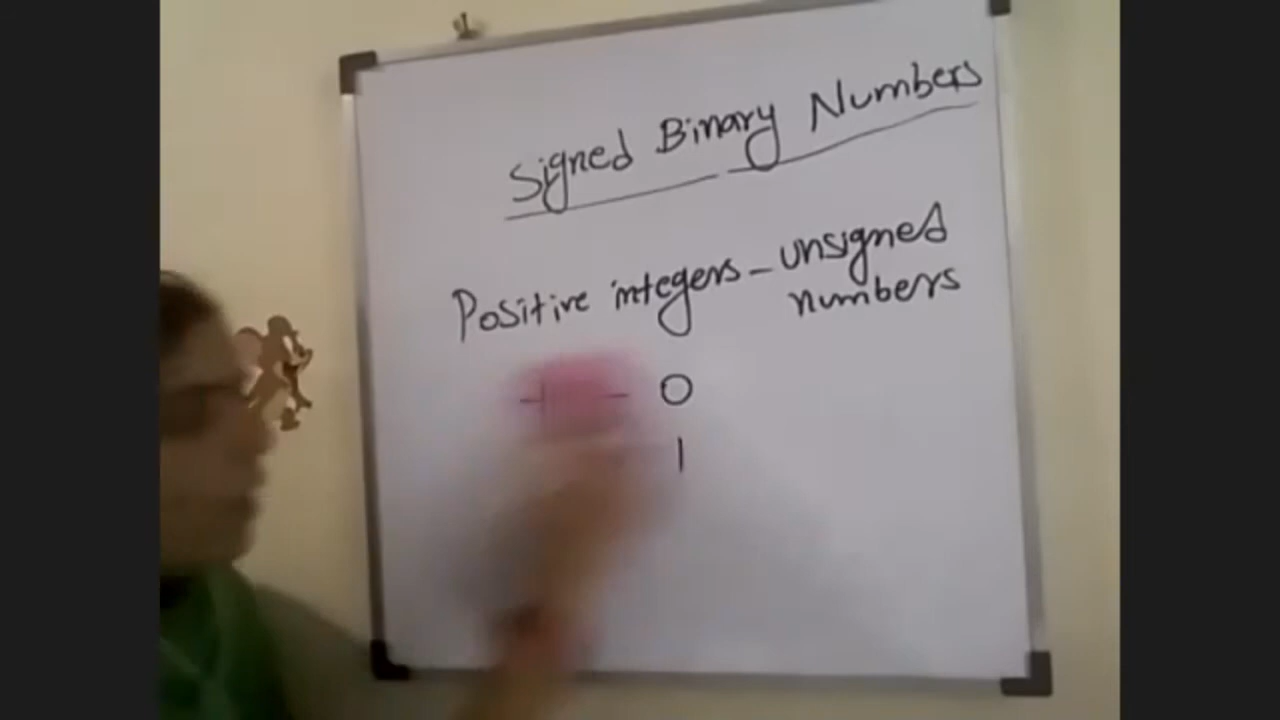 Signed Binary Numbers
Positive integers - unsigned
numbers
0
1